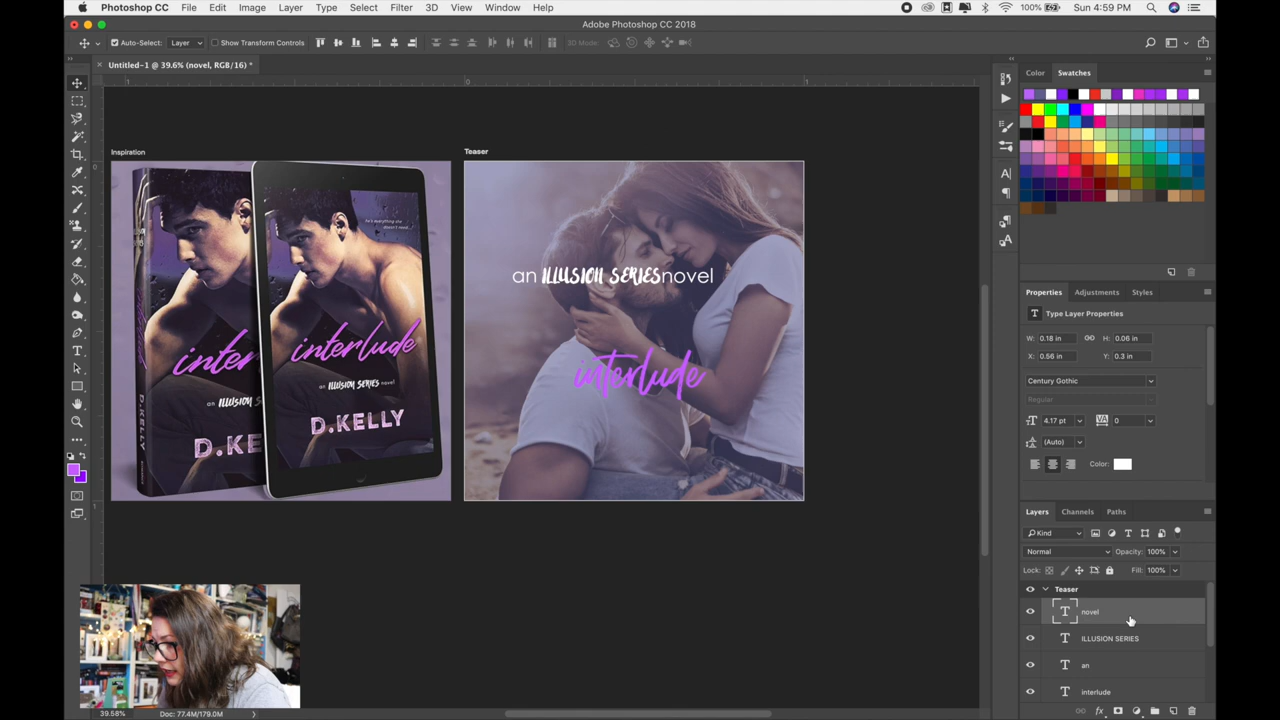 Photoshop CC File Edit Image Layer Type Select Filter 3D View Window Help 100% Sun 4:59 PM
Adobe Photoshop CC 2018
Auto-Select: Layer Show Transform Controls 3D Mode:
Untitled-1 @ 39.6% (novel, RGB/16) *
Color Swatches
Inspiration
Teaser
an ILLUSION SERIES novel
interlude
interlude
an ILLUSION SERIES novel
D.KELLY
D.KELLY
Properties Adjustments Styles
Type Layer Properties
W: 0.18 in H: 0.06 in
X: 0.56 in Y: 0.3 in
Century Gothic
Regular
4.17 pt 0
(Auto)
Color:
Layers Channels Paths
Kind
Normal Opacity: 100%
Lock: Fill: 100%
Teaser
novel
ILLUSION SERIES
an
interlude
39.58% Doc: 77.4M/179.0M